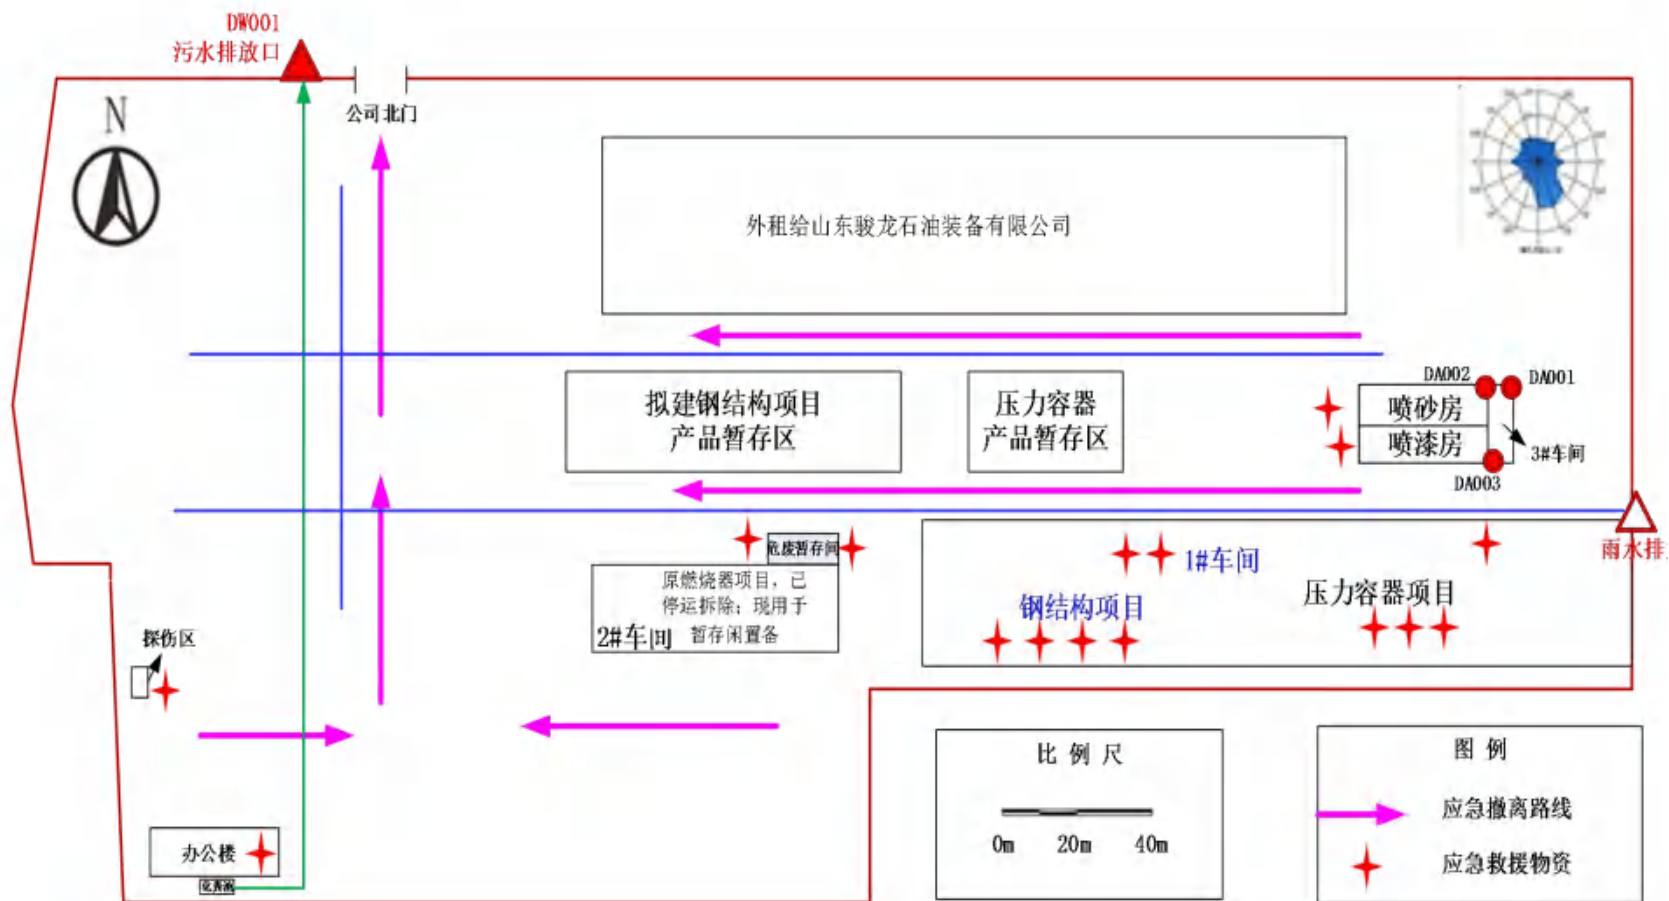 DW001
污水排放口
公司北门
N
外租给山东骏龙石油装备有限公司
拟建钢结构项目
产品暂存区
压力容器
产品暂存区
DA002
DA001
喷砂房
喷漆房
3#车间
DA003
雨水排
危废暂存间
原燃烧器项目，已
停运拆除；现用于
暂存闲置备
2#车间
1#车间
钢结构项目
压力容器项目
探伤区
办公楼
化粪池
比例尺
0m 20m 40m
图例
应急撤离路线
应急救援物资